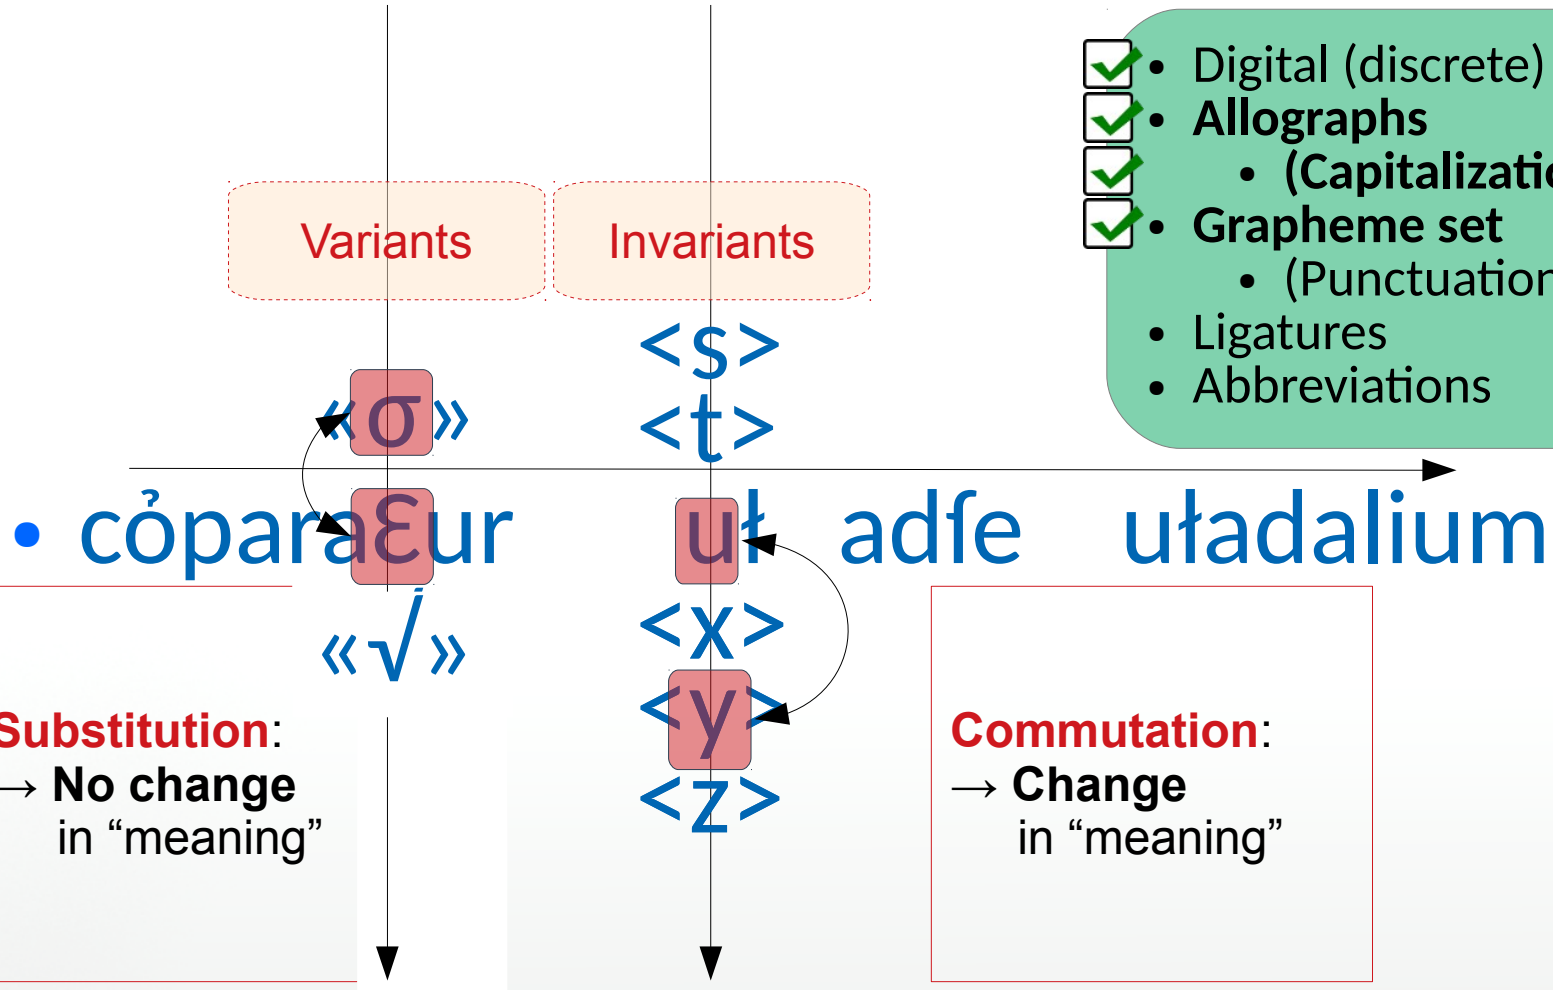 • Digital (discrete)
• Allographs
• (Capitalizatio
• Grapheme set
• (Punctuation
• Ligatures
• Abbreviations
Variants
Invariants
<s>
«σ»
<t>
• cỏparaƐur uł adſe uładalium
«√»
<x>
<y>
<z>
Substitution:
→ No change
in “meaning”
Commutation:
→ Change
in “meaning”